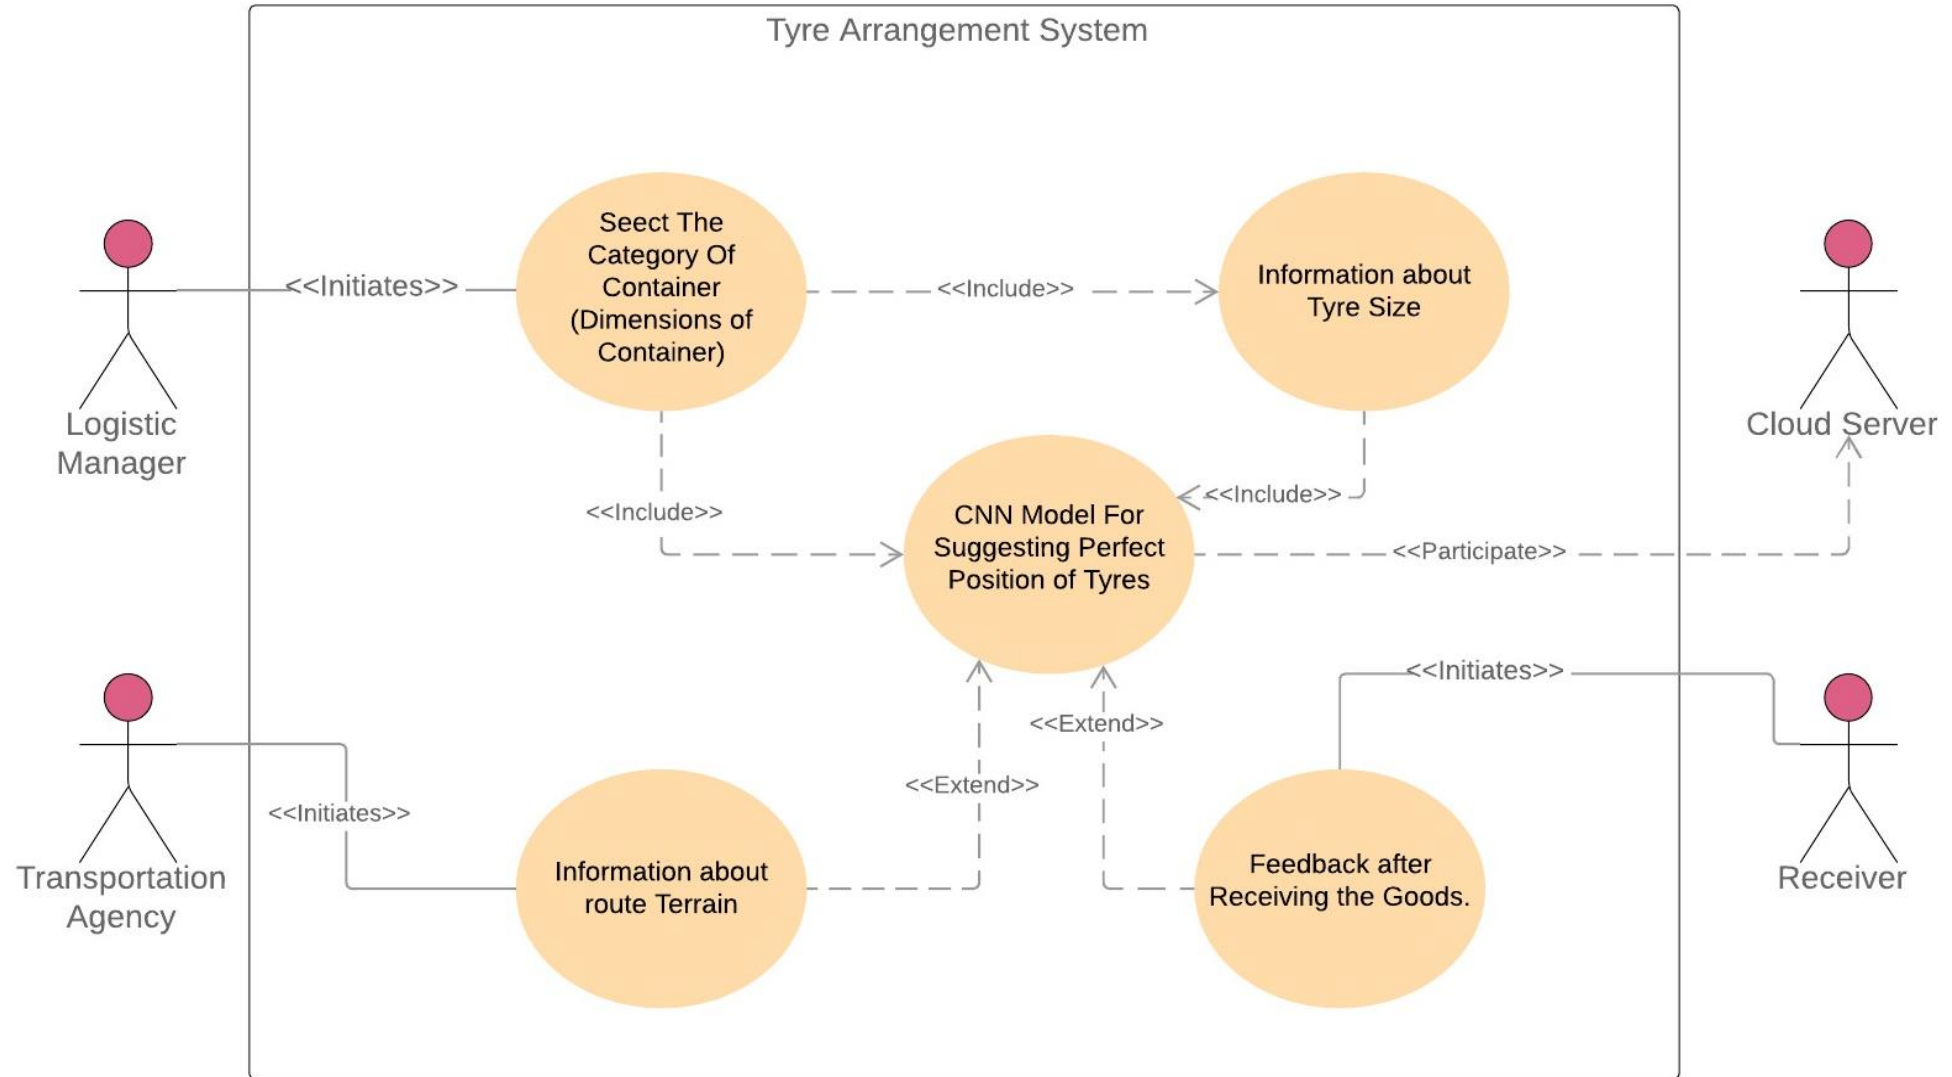 Tyre Arrangement System
Seect The
Category Of
Container
(Dimensions of
Container)
<<Initiates>>
<<Include>>
Information about
Tyre Size
Logistic
Manager
Cloud Server
<<Include>>
<<Include>>
CNN Model For
Suggesting Perfect
Position of Tyres
<<Participate>>
<<Initiates>>
<<Extend>>
<<Extend>>
<<Initiates>>
Transportation
Agency
Information about
route Terrain
Feedback after
Receiving the Goods.
Receiver